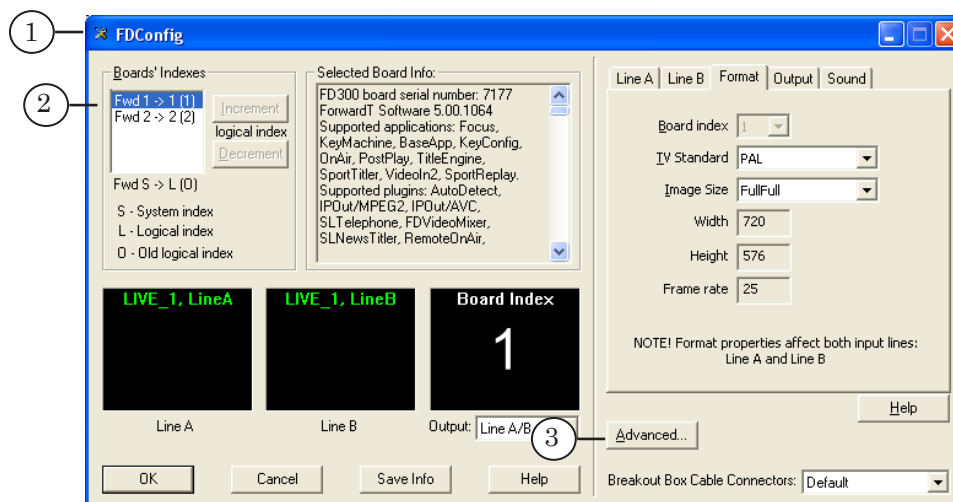 1
FDConfig
2
Boards' Indexes
Fwd 1 -> 1 (1)
Fwd 2 -> 2 (2)
Increment
logical index
Decrement
Fwd S -> L (O)
S - System index
L - Logical index
O - Old logical index
Selected Board Info:
FD300 board serial number: 7177
ForwardT Software 5.00.1064
Supported applications: Focus,
KeyMachine, BaseApp, KeyConfig,
OnAir, PostPlay, TitleEngine,
SportTitler, VideoIn2, SportReplay.
Supported plugins: AutoDetect,
IPOut/MPEG2, IPOut/AVC,
SLTelephone, FDVideoMixer,
SLNewsTitler, RemoteOnAir,
Line A Line B Format Output Sound
Board index 1
TV Standard PAL
Image Size FullFull
Width 720
Height 576
Frame rate 25
NOTE! Format properties affect both input lines:
Line A and Line B
Help
LIVE_1, LineA
LIVE_1, LineB
Board Index
1
Line A
Line B
Output: Line A/B
3
Advanced...
OK
Cancel
Save Info
Help
Breakout Box Cable Connectors: Default